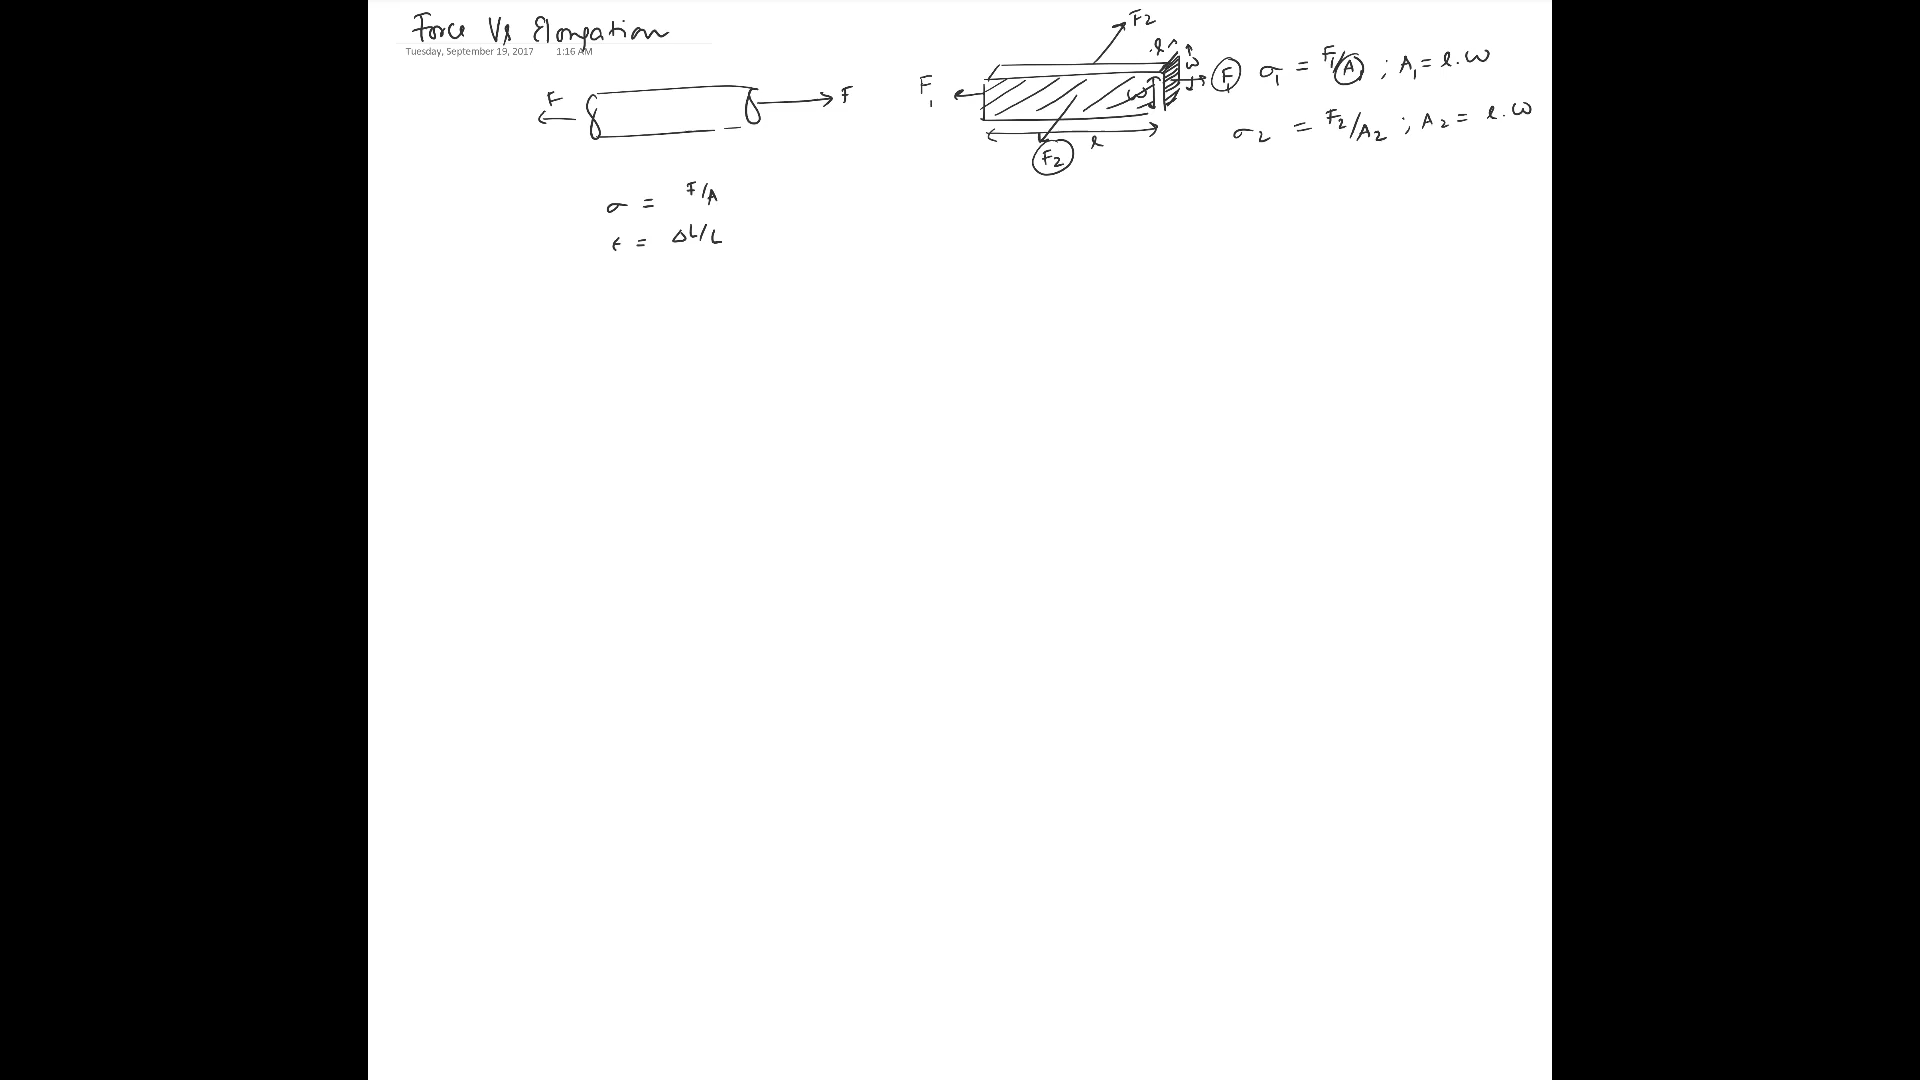 Force Vs Elongation
Tuesday, September 19, 2017 1:16 AM
F
F
σ = F/A
ϵ = ΔL/L
F2
F1
l
w
w
F1
F2
l
σ1 = F1/A ; A1 = l.w
σ2 = F2/A2 ; A2 = l.w